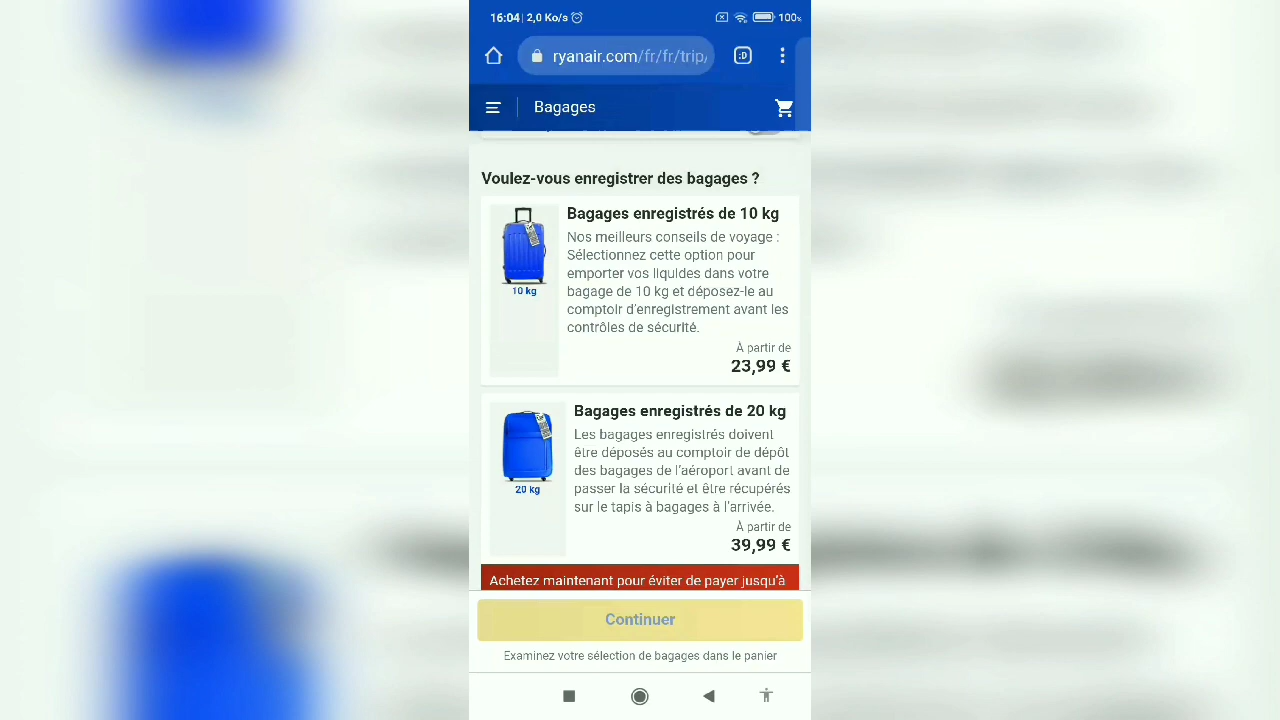 16:04 2,0 Ko/s 100%
ryanair.com/fr/fr/trip/
:D
Bagages
Voulez-vous enregistrer des bagages ?
Bagages enregistrés de 10 kg
Nos meilleurs conseils de voyage :
Sélectionnez cette option pour
emporter vos liquides dans votre
bagage de 10 kg et déposez-le au
comptoir d'enregistrement avant les
contrôles de sécurité.
10 kg
À partir de
23,99 €
Bagages enregistrés de 20 kg
Les bagages enregistrés doivent
être déposés au comptoir de dépôt
des bagages de l'aéroport avant de
passer la sécurité et être récupérés
sur le tapis à bagages à l'arrivée.
20 kg
À partir de
39,99 €
Achetez maintenant pour éviter de payer jusqu'à
Continuer
Examinez votre sélection de bagages dans le panier